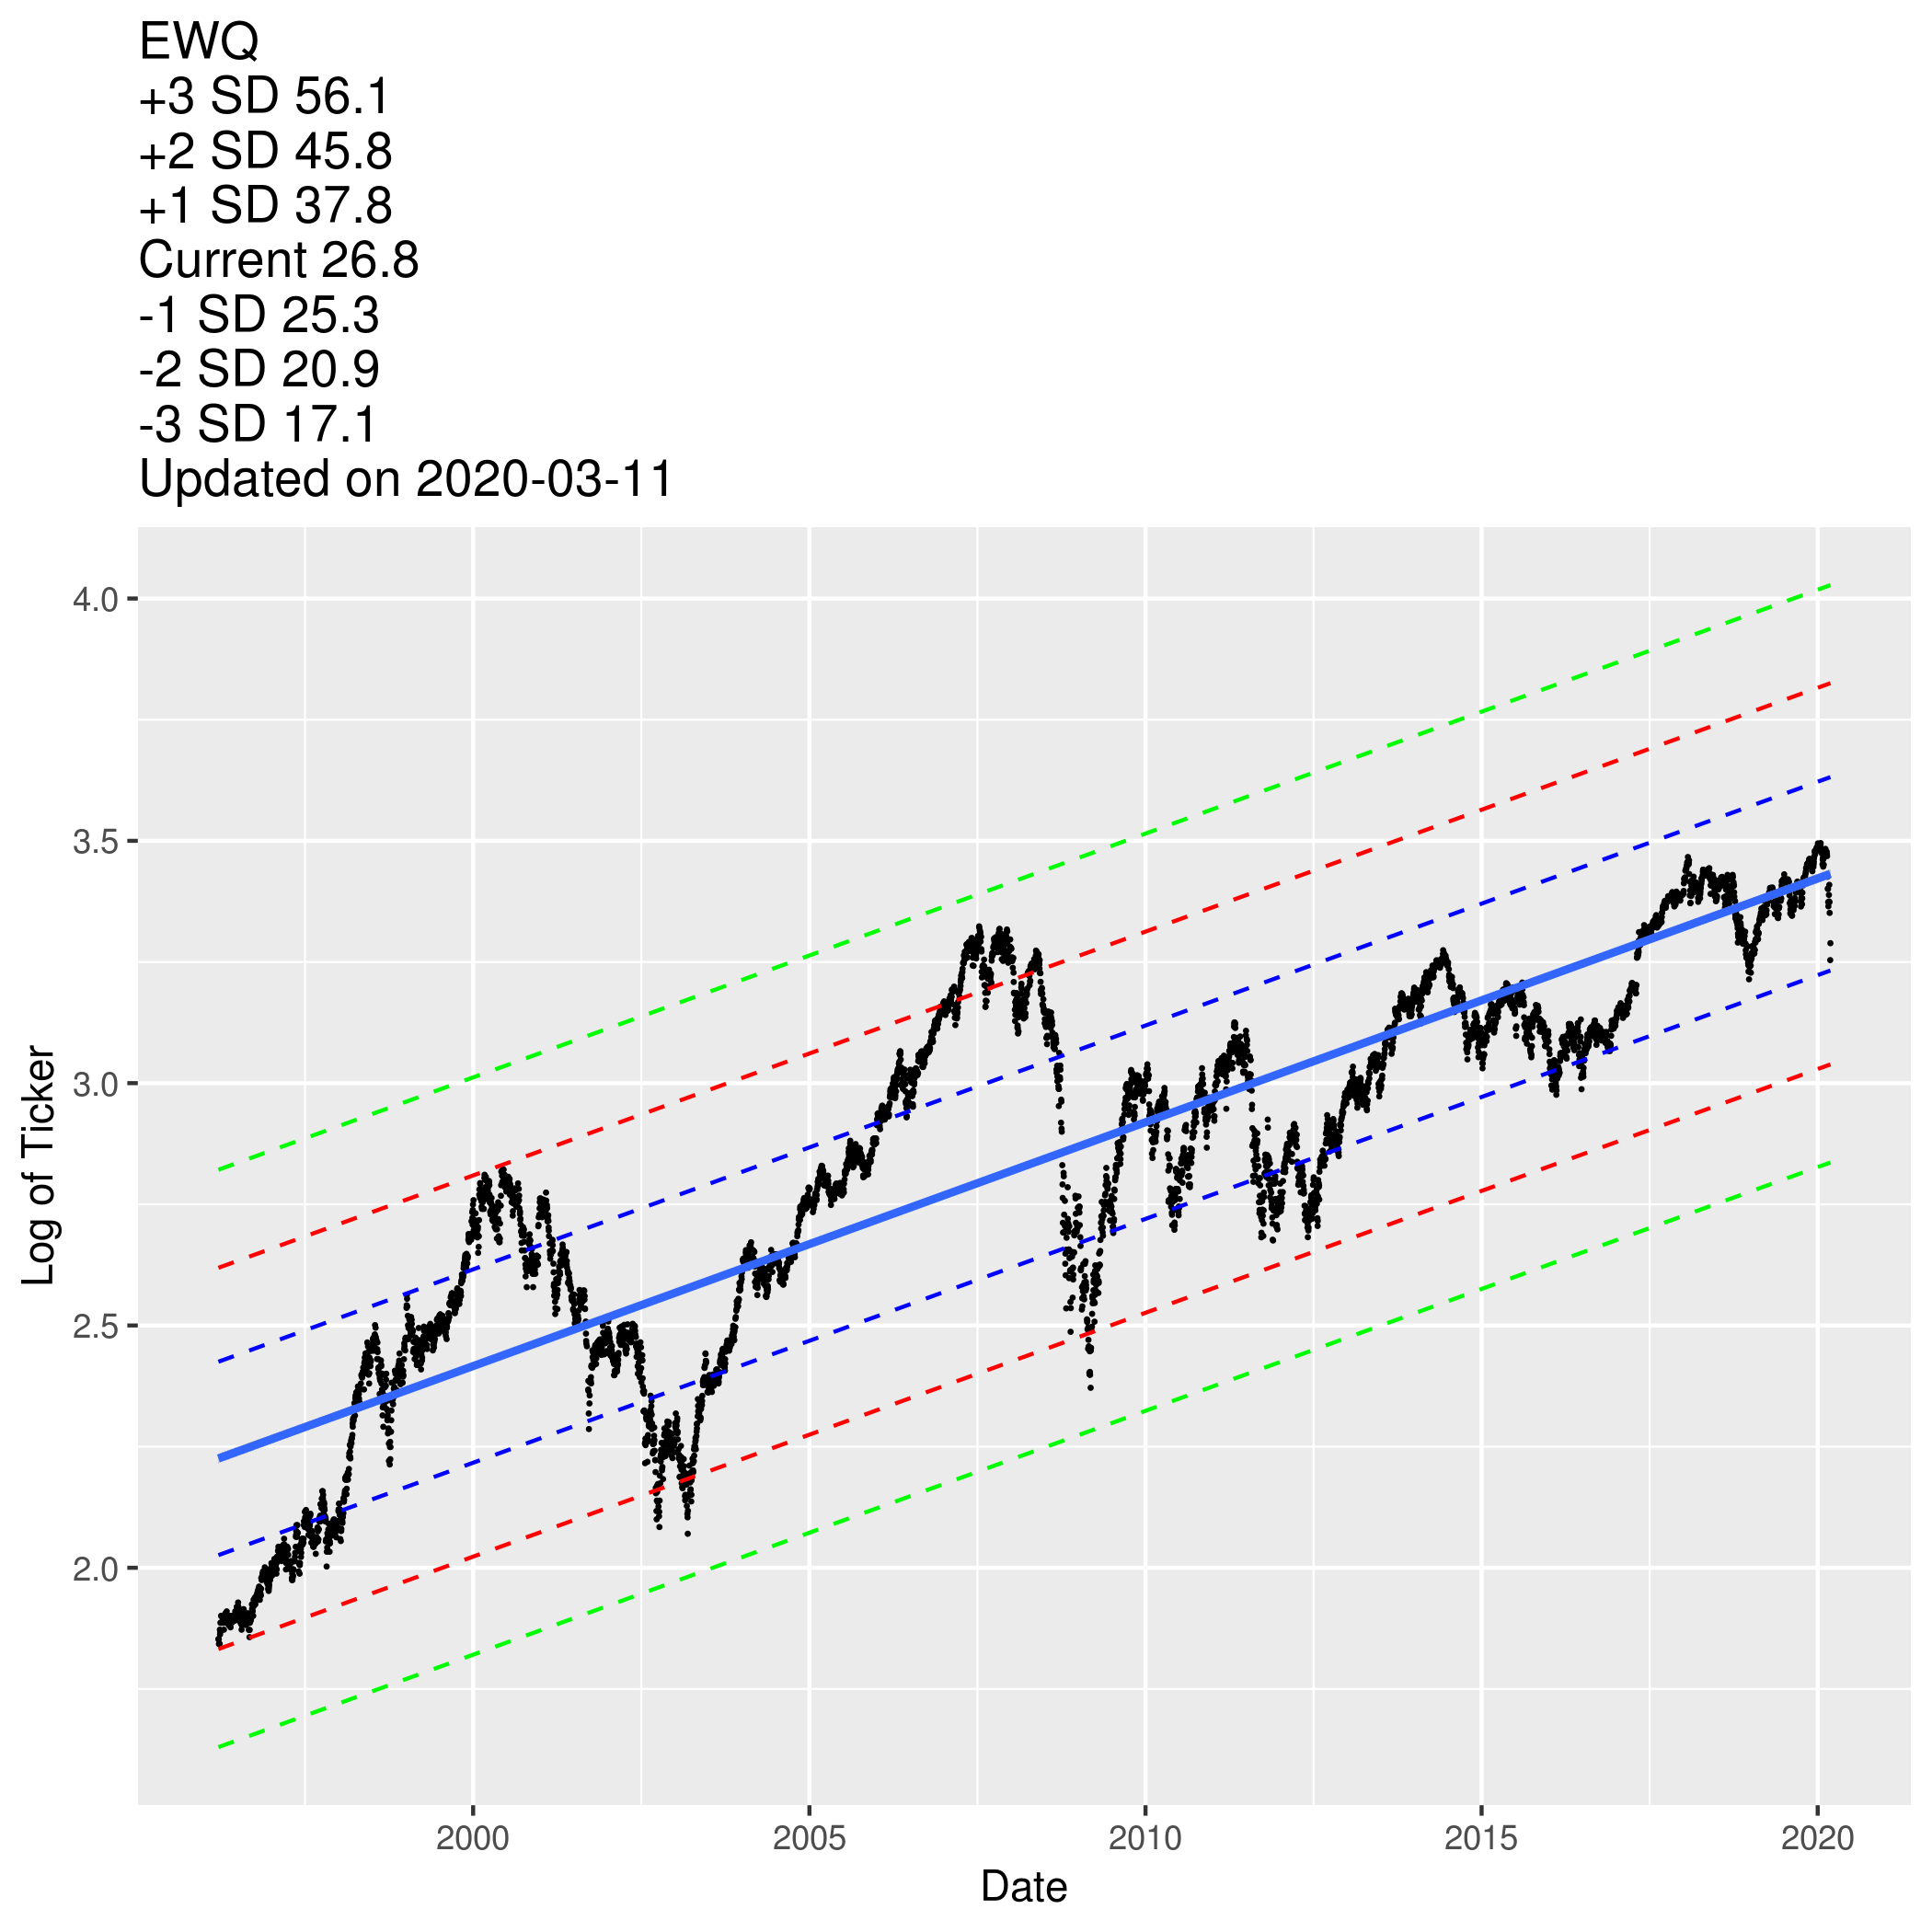 EWQ
+3 SD 56.1
+2 SD 45.8
+1 SD 37.8
Current 26.8
-1 SD 25.3
-2 SD 20.9
-3 SD 17.1
Updated on 2020-03-11
4.0
3.5
3.0
2.5
2.0
Log of Ticker
2000 2005 2010 2015 2020
Date